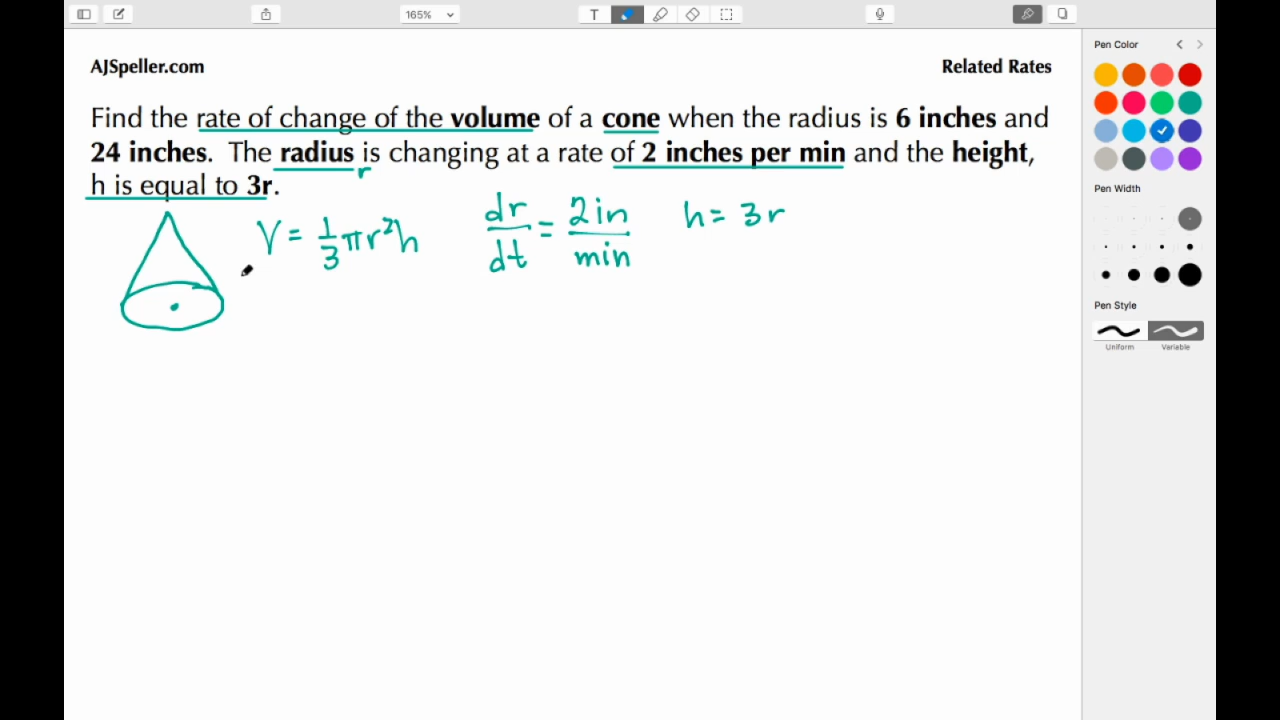 165%
T
AJSpeller.com
Related Rates
Find the rate of change of the volume of a cone when the radius is 6 inches and
24 inches. The radius is changing at a rate of 2 inches per min and the height,
r
h is equal to 3r.
V = 1/3 πr²h
dr/dt = 2in/min
h = 3r
Pen Color
Pen Width
Pen Style
Uniform
Variable